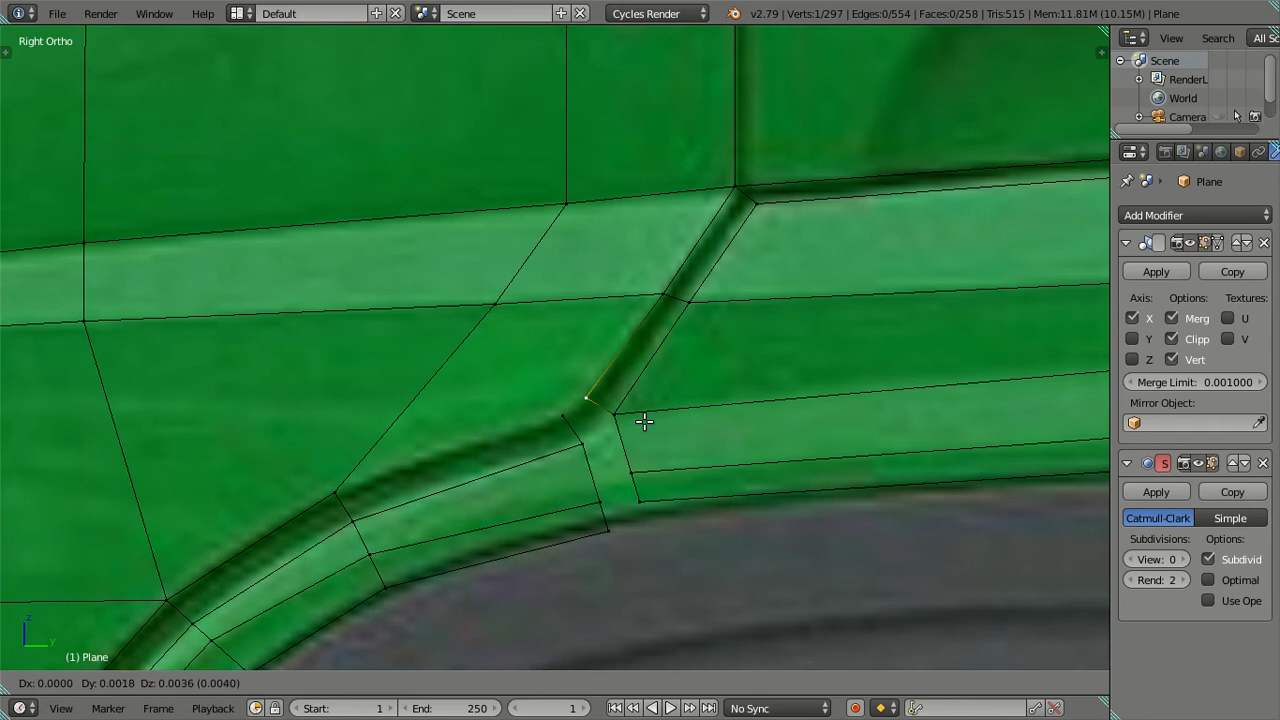 File Render Window Help Default Scene Cycles Render v2.79 | Verts:1/297 | Edges:0/554 | Faces:0/258 | Tris:515 | Mem:11.81M (10.15M) | Plane
Right Ortho
View Search All Sc
Scene
RenderL
World
Camera
Plane
Add Modifier
Apply Copy
Axis: Options: Textures:
X Merg U
Y Clipp V
Z Vert
Merge Limit: 0.001000
Mirror Object:
S
Apply Copy
Catmull-Clark Simple
Subdivisions: Options:
View: 0 Subdivid
Rend: 2 Optimal
Use Ope
z
y
(1) Plane
Dx: 0.0000 Dy: 0.0018 Dz: 0.0036 (0.0040)
View Marker Frame Playback Start: 1 End: 250 1 No Sync